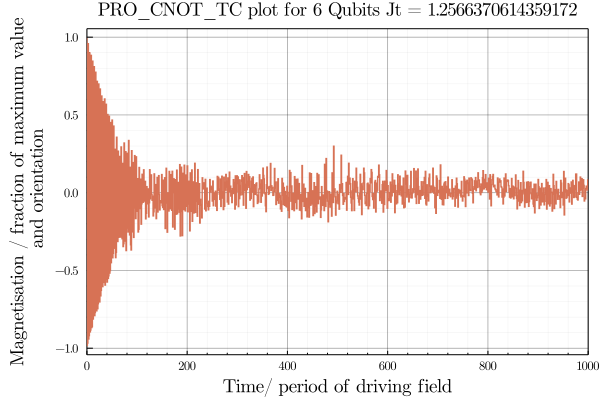 PRO_CNOT_TC plot for 6 Qubits Jt = 1.2566370614359172
Magnetisation / fraction of maximum value
and orientation
1.0
0.5
0.0
−0.5
−1.0
0 200 400 600 800 1000
Time/ period of driving field